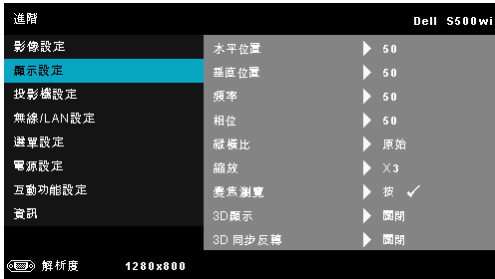 進階 Dell S500wi
影像設定
顯示設定
投影機設定
無線/LAN設定
選單設定
電源設定
互動功能設定
資訊
水平位置 50
垂直位置 50
頻率 50
相位 50
縱橫比 原始
縮放 X3
變焦瀏覽 按 ✓
3D顯示 關閉
3D 同步反轉 關閉
解析度 1280x800